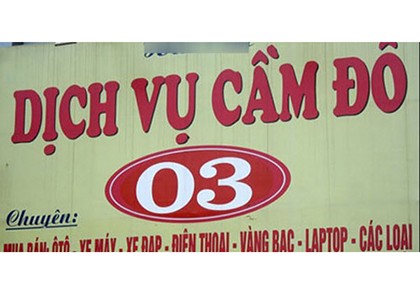 DỊCH VỤ CẦM ĐỒ
03
Chuyên:
MUA BÁN: ÔTÔ - XE MÁY - XE ĐẠP - ĐIỆN THOẠI - VÀNG BẠC - LAPTOP - CÁC LOẠI